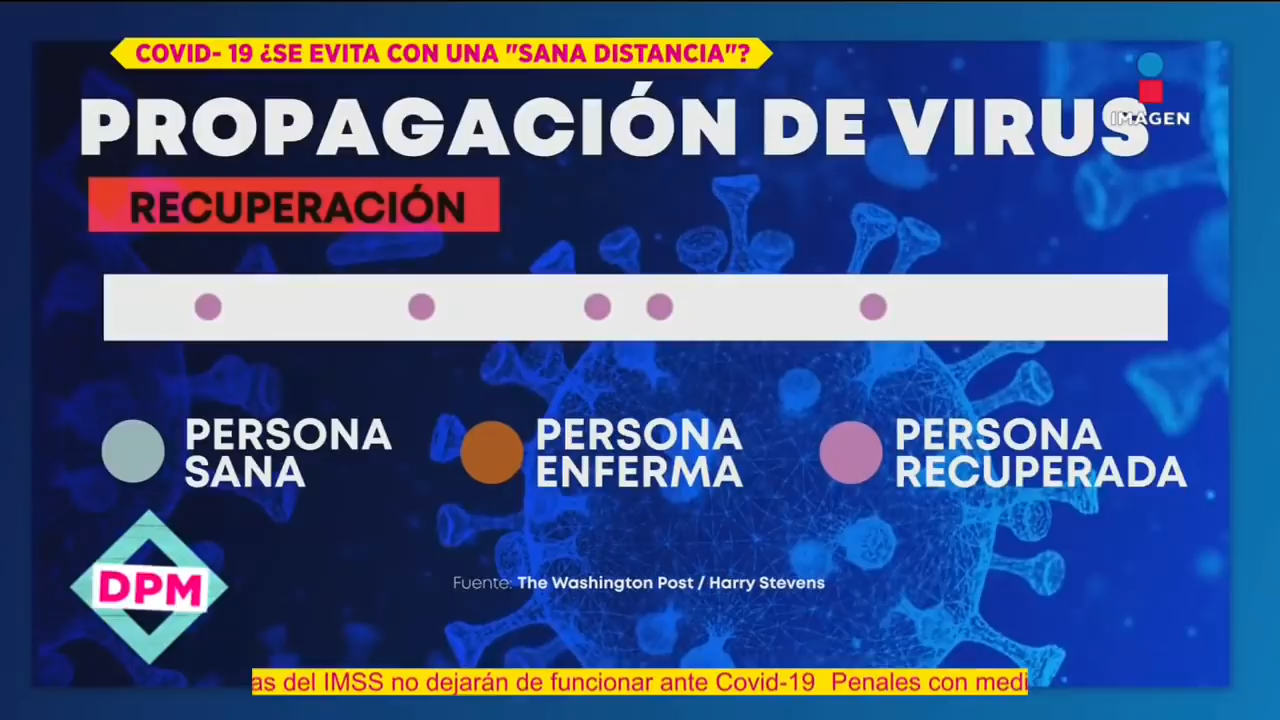 COVID- 19 ¿SE EVITA CON UNA "SANA DISTANCIA"?
PROPAGACIÓN DE VIRUS
IMAGEN
RECUPERACIÓN
PERSONA
SANA
PERSONA
ENFERMA
PERSONA
RECUPERADA
DPM
Fuente: The Washington Post / Harry Stevens
as del IMSS no dejarán de funcionar ante Covid-19 Penales con medi